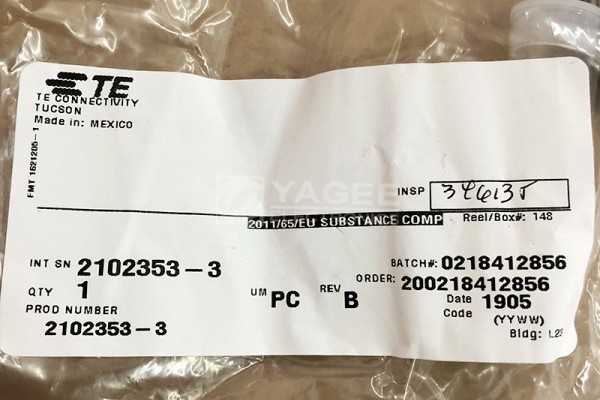 TE
TE CONNECTIVITY
TUCSON
Made in: MEXICO
FMT 1621205-1
YAGEE
INSP 346135
2011/65/EU SUBSTANCE COMP
Reel/Box#: 148
INT SN 2102353-3
BATCH#: 0218412856
QTY 1
UM PC
REV B
ORDER: 200218412856
PROD NUMBER
2102353-3
Date 1905
Code (YYWW)
Bldg: